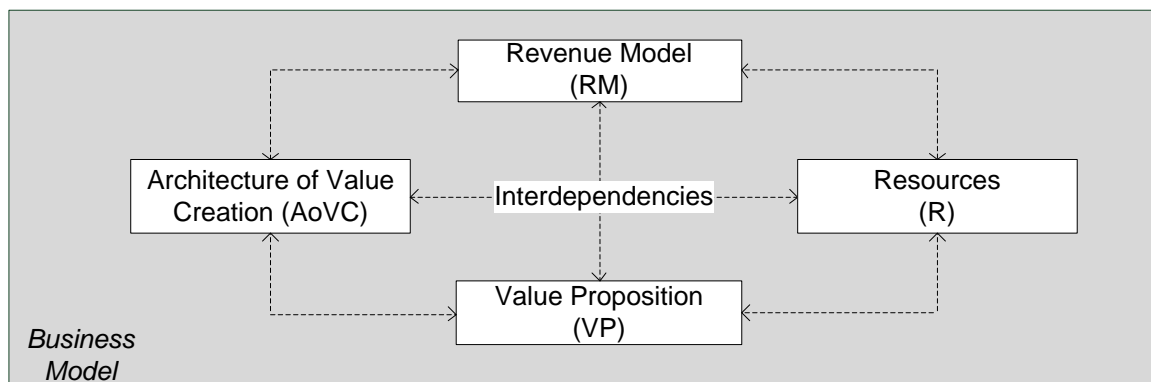 Revenue Model
(RM)
Architecture of Value
Creation (AoVC)
Interdependencies
Resources
(R)
Value Proposition
(VP)
Business
Model